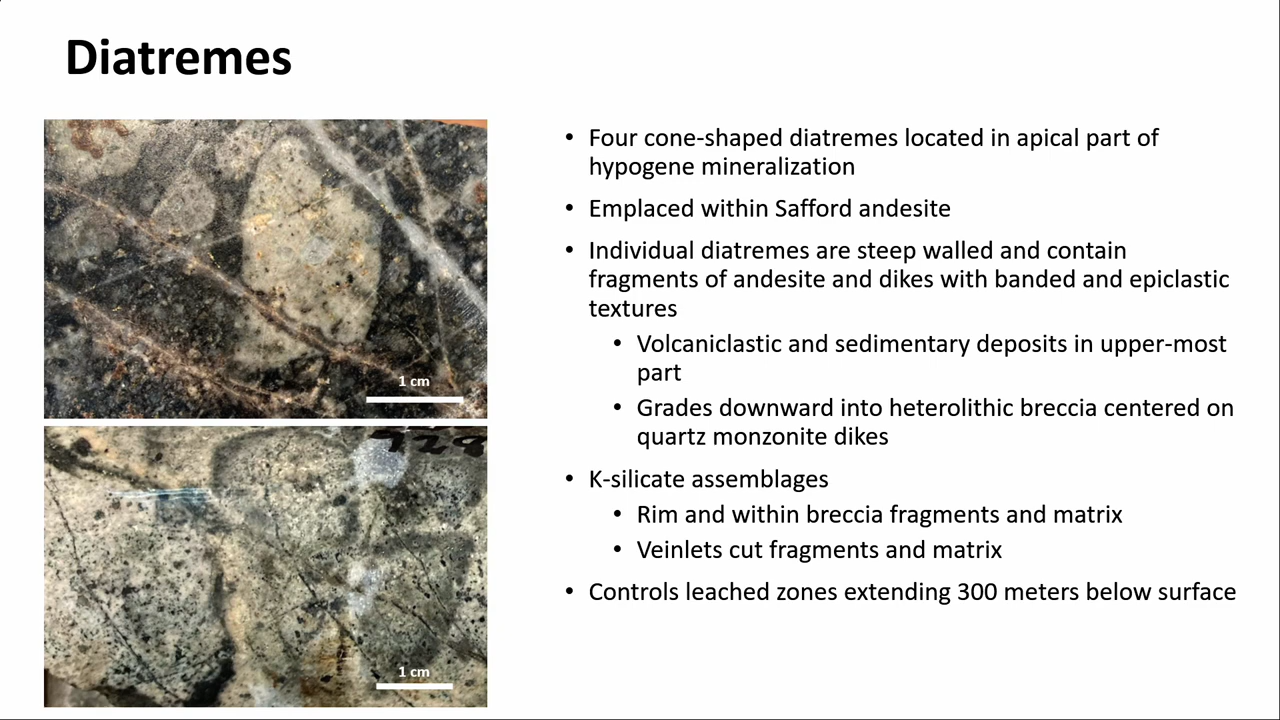 Diatremes
1 cm
1 cm
• Four cone-shaped diatremes located in apical part of
hypogene mineralization
• Emplaced within Safford andesite
• Individual diatremes are steep walled and contain
fragments of andesite and dikes with banded and epiclastic
textures
• Volcaniclastic and sedimentary deposits in upper-most
part
• Grades downward into heterolithic breccia centered on
quartz monzonite dikes
• K-silicate assemblages
• Rim and within breccia fragments and matrix
• Veinlets cut fragments and matrix
• Controls leached zones extending 300 meters below surface